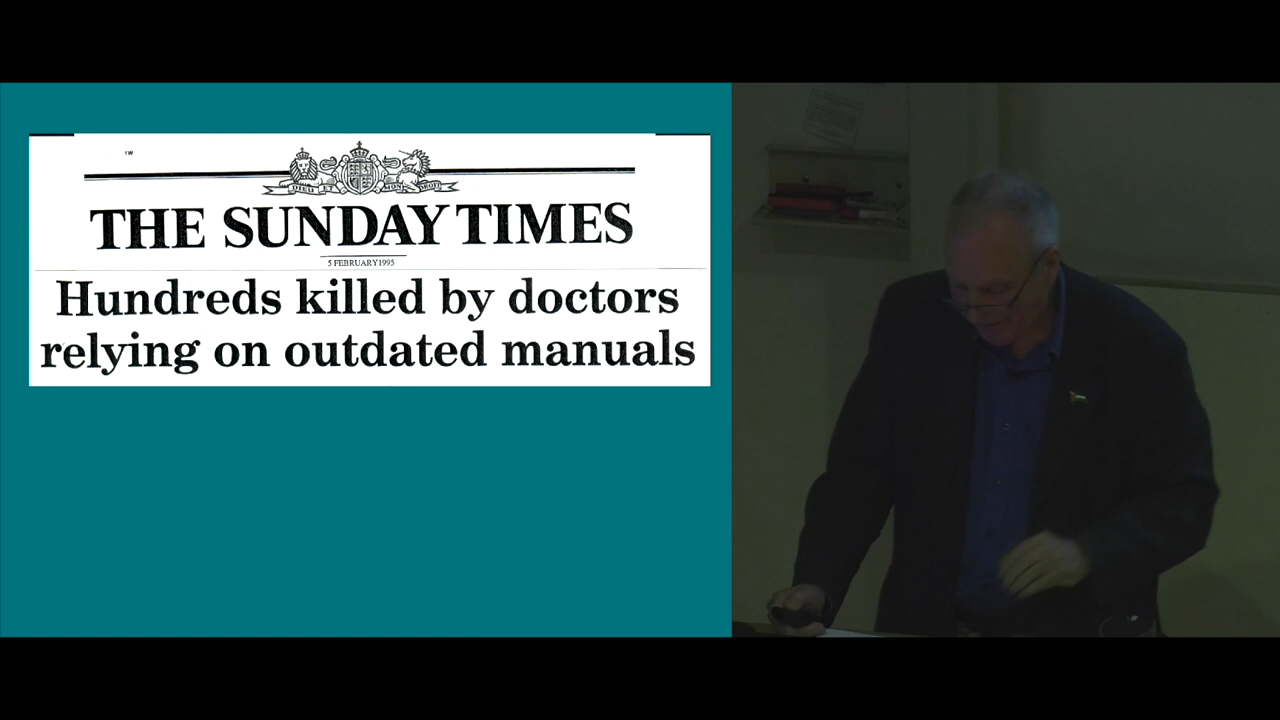 THE SUNDAY TIMES
5 FEBRUARY 1995
Hundreds killed by doctors
relying on outdated manuals